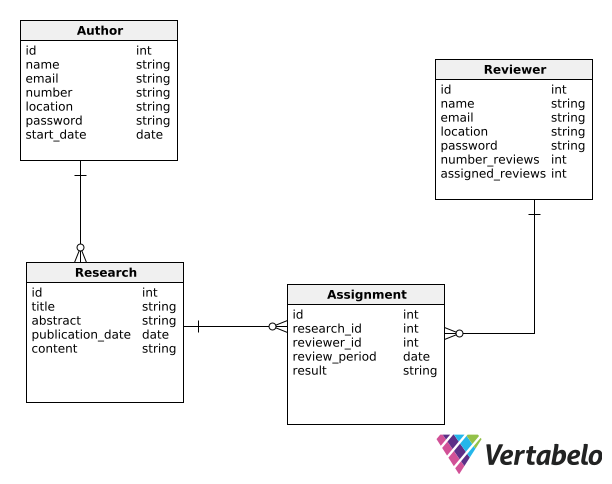 Author
id int
name string
email string
number string
location string
password string
start_date date
Reviewer
id int
name string
email string
location string
password string
number_reviews int
assigned_reviews int
Research
id int
title string
abstract string
publication_date date
content string
Assignment
id int
research_id int
reviewer_id int
review_period date
result string
Vertabelo